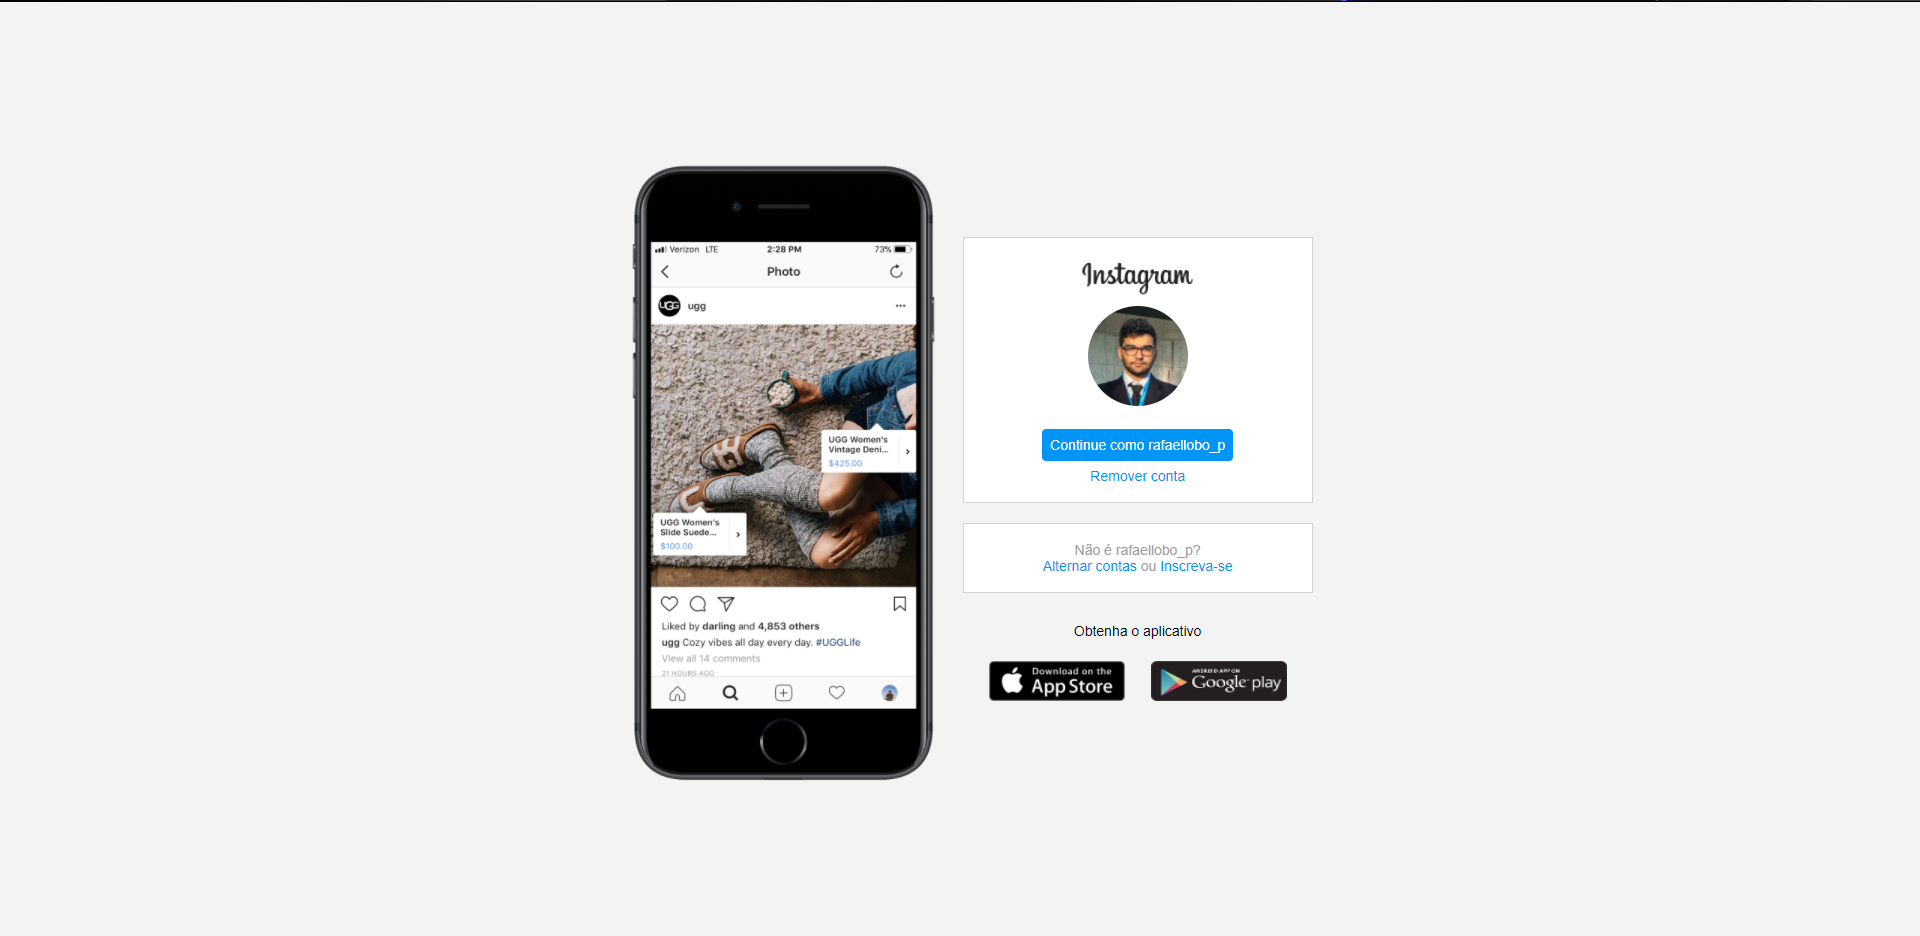 Verizon LTE 2:28 PM 73%
Photo
UGG ugg
UGG Women's
Vintage Deni...
$425.00
UGG Women's
Slide Suede...
$100.00
Liked by darling and 4,853 others
ugg Cozy vibes all day every day. #UGGLife
View all 14 comments
21 HOURS AGO
Instagram
Continue como rafaellobo_p
Remover conta
Não é rafaellobo_p?
Alternar contas ou Inscreva-se
Obtenha o aplicativo
Download on the
App Store
ANDROID APP ON
Google play